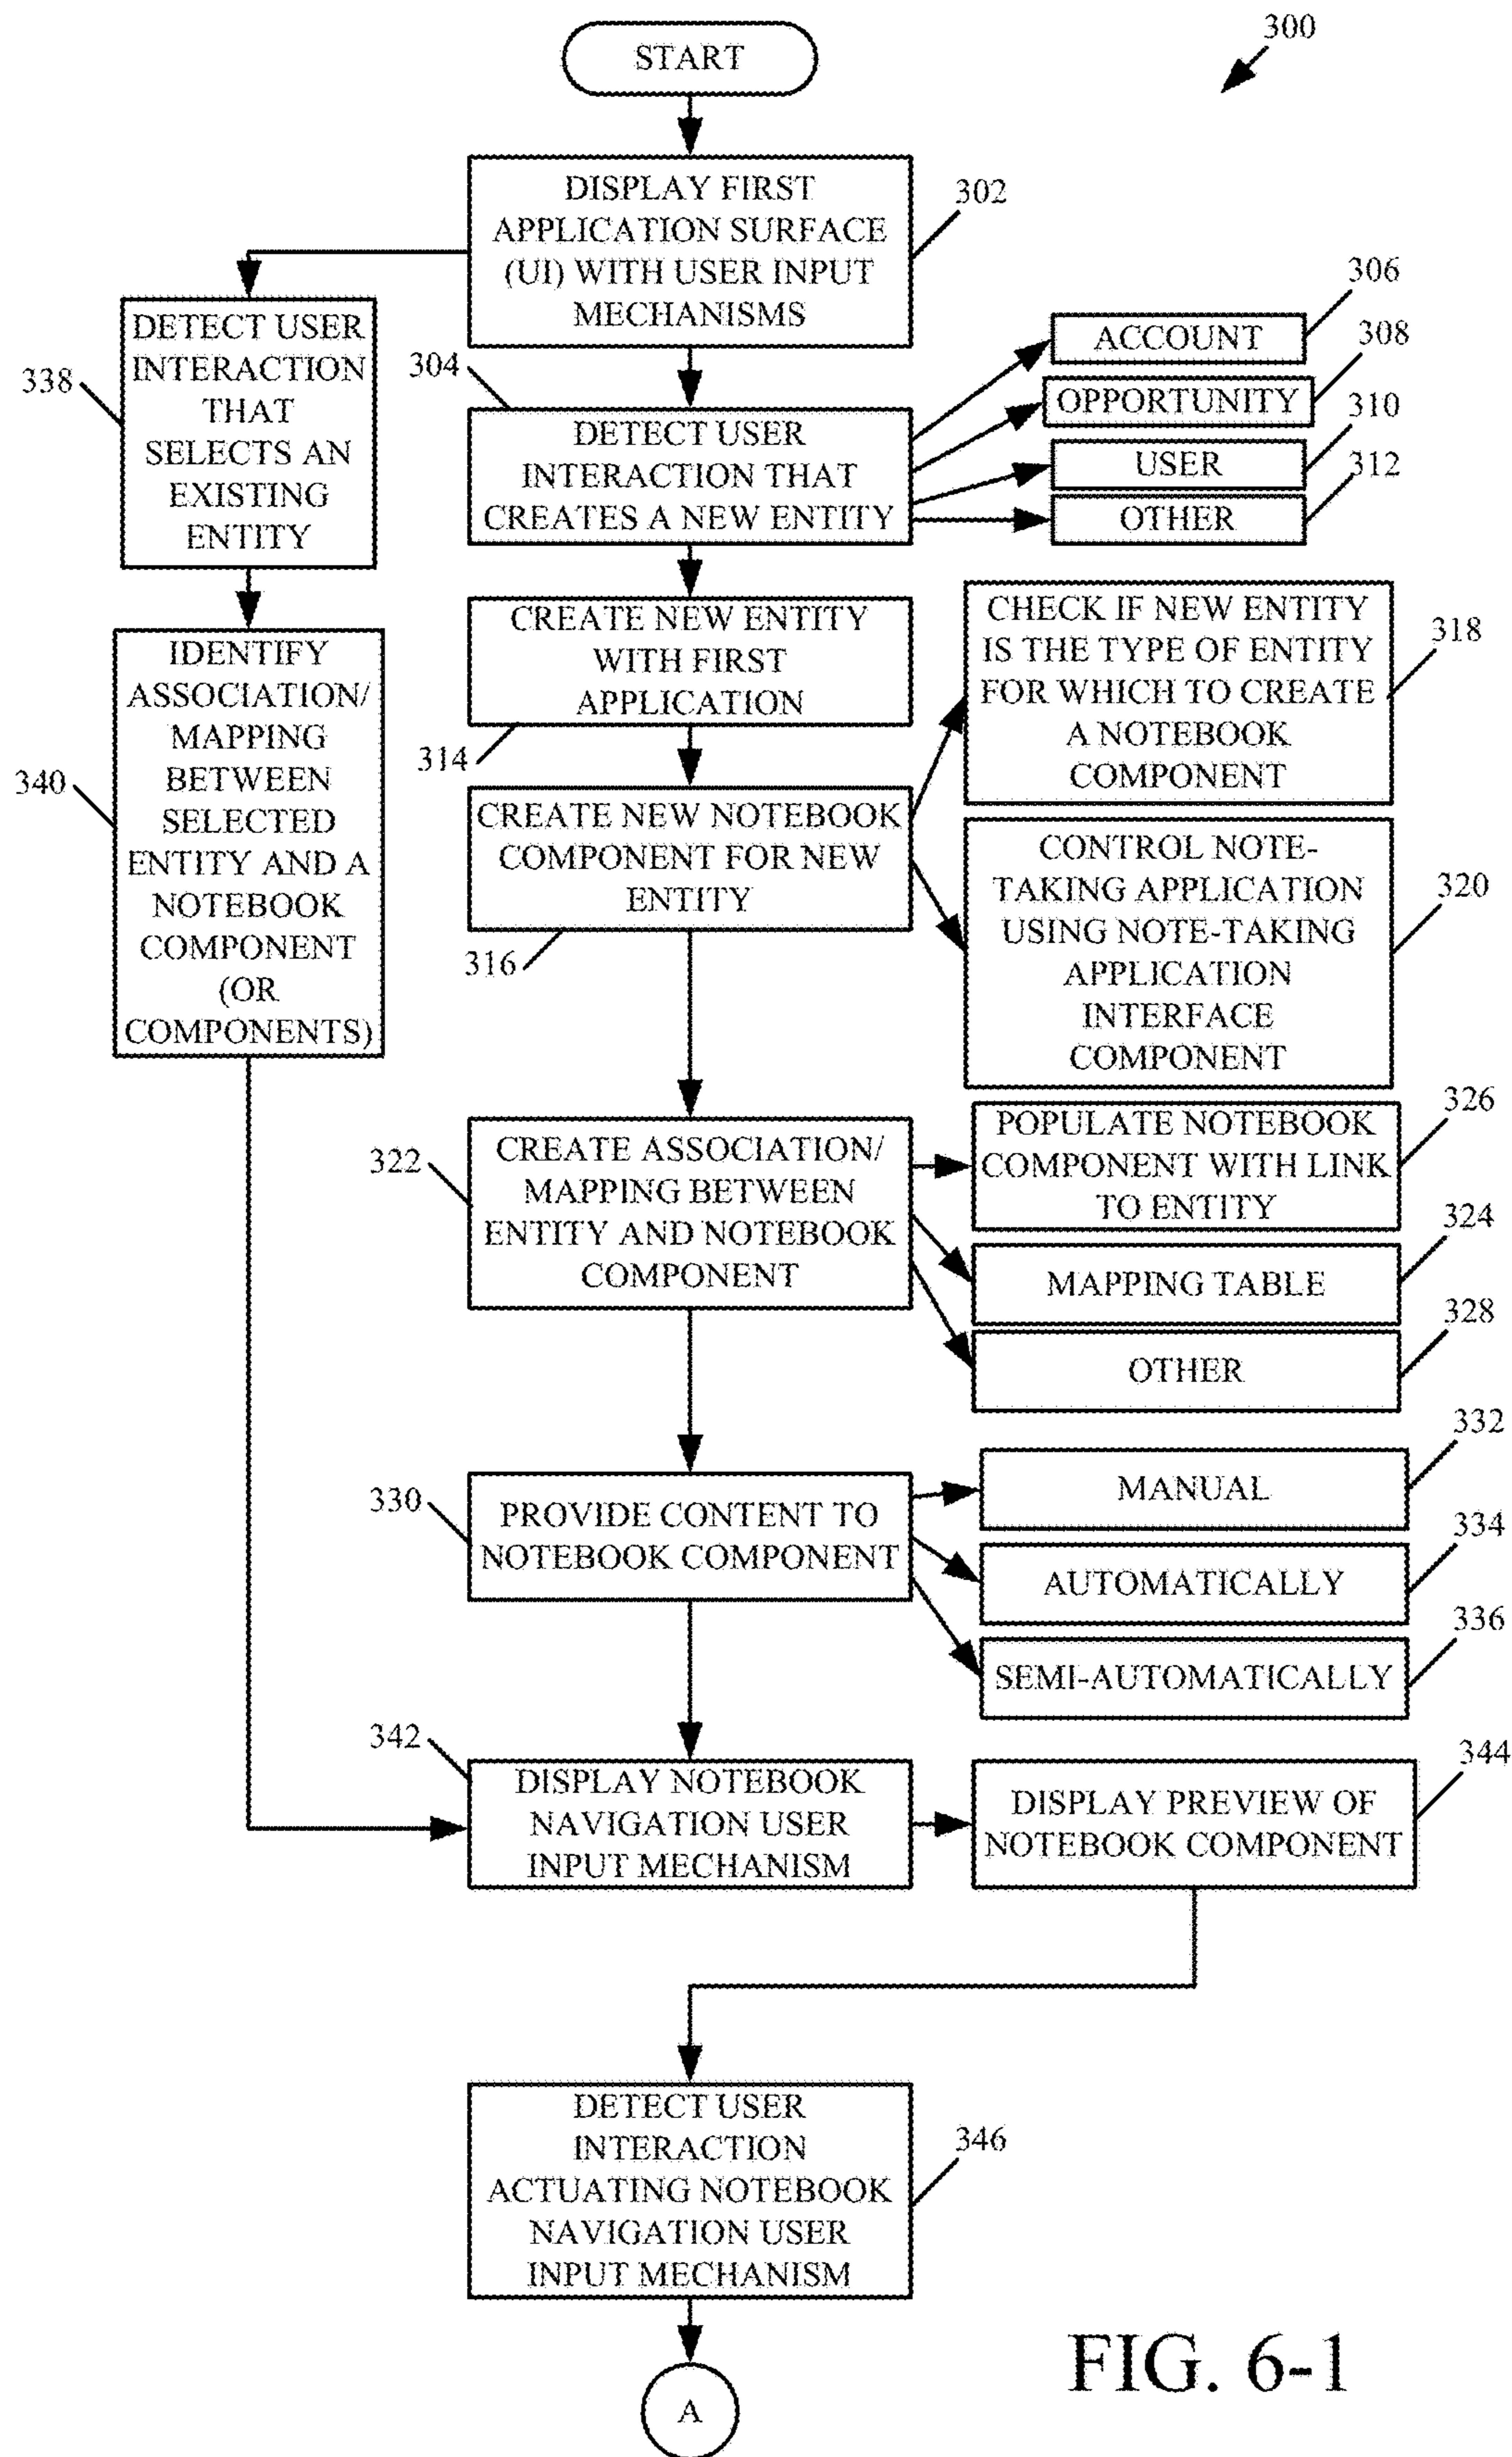 300
START
DISPLAY FIRST
APPLICATION SURFACE
(UI) WITH USER INPUT
MECHANISMS
302
338
DETECT USER
INTERACTION
THAT
SELECTS AN
EXISTING
ENTITY
304
DETECT USER
INTERACTION THAT
CREATES A NEW ENTITY
ACCOUNT
306
OPPORTUNITY
308
USER
310
OTHER
312
340
IDENTIFY
ASSOCIATION/
MAPPING
BETWEEN
SELECTED
ENTITY AND A
NOTEBOOK
COMPONENT
(OR
COMPONENTS)
CREATE NEW ENTITY
WITH FIRST
APPLICATION
314
CREATE NEW NOTEBOOK
COMPONENT FOR NEW
ENTITY
316
CHECK IF NEW ENTITY
IS THE TYPE OF ENTITY
FOR WHICH TO CREATE
A NOTEBOOK
COMPONENT
318
CONTROL NOTE-
TAKING APPLICATION
USING NOTE-TAKING
APPLICATION
INTERFACE
COMPONENT
320
322
CREATE ASSOCIATION/
MAPPING BETWEEN
ENTITY AND NOTEBOOK
COMPONENT
POPULATE NOTEBOOK
COMPONENT WITH LINK
TO ENTITY
326
MAPPING TABLE
324
OTHER
328
330
PROVIDE CONTENT TO
NOTEBOOK COMPONENT
MANUAL
332
AUTOMATICALLY
334
SEMI-AUTOMATICALLY
336
342
DISPLAY NOTEBOOK
NAVIGATION USER
INPUT MECHANISM
DISPLAY PREVIEW OF
NOTEBOOK COMPONENT
344
DETECT USER
INTERACTION
ACTUATING NOTEBOOK
NAVIGATION USER
INPUT MECHANISM
346
A
FIG. 6-1